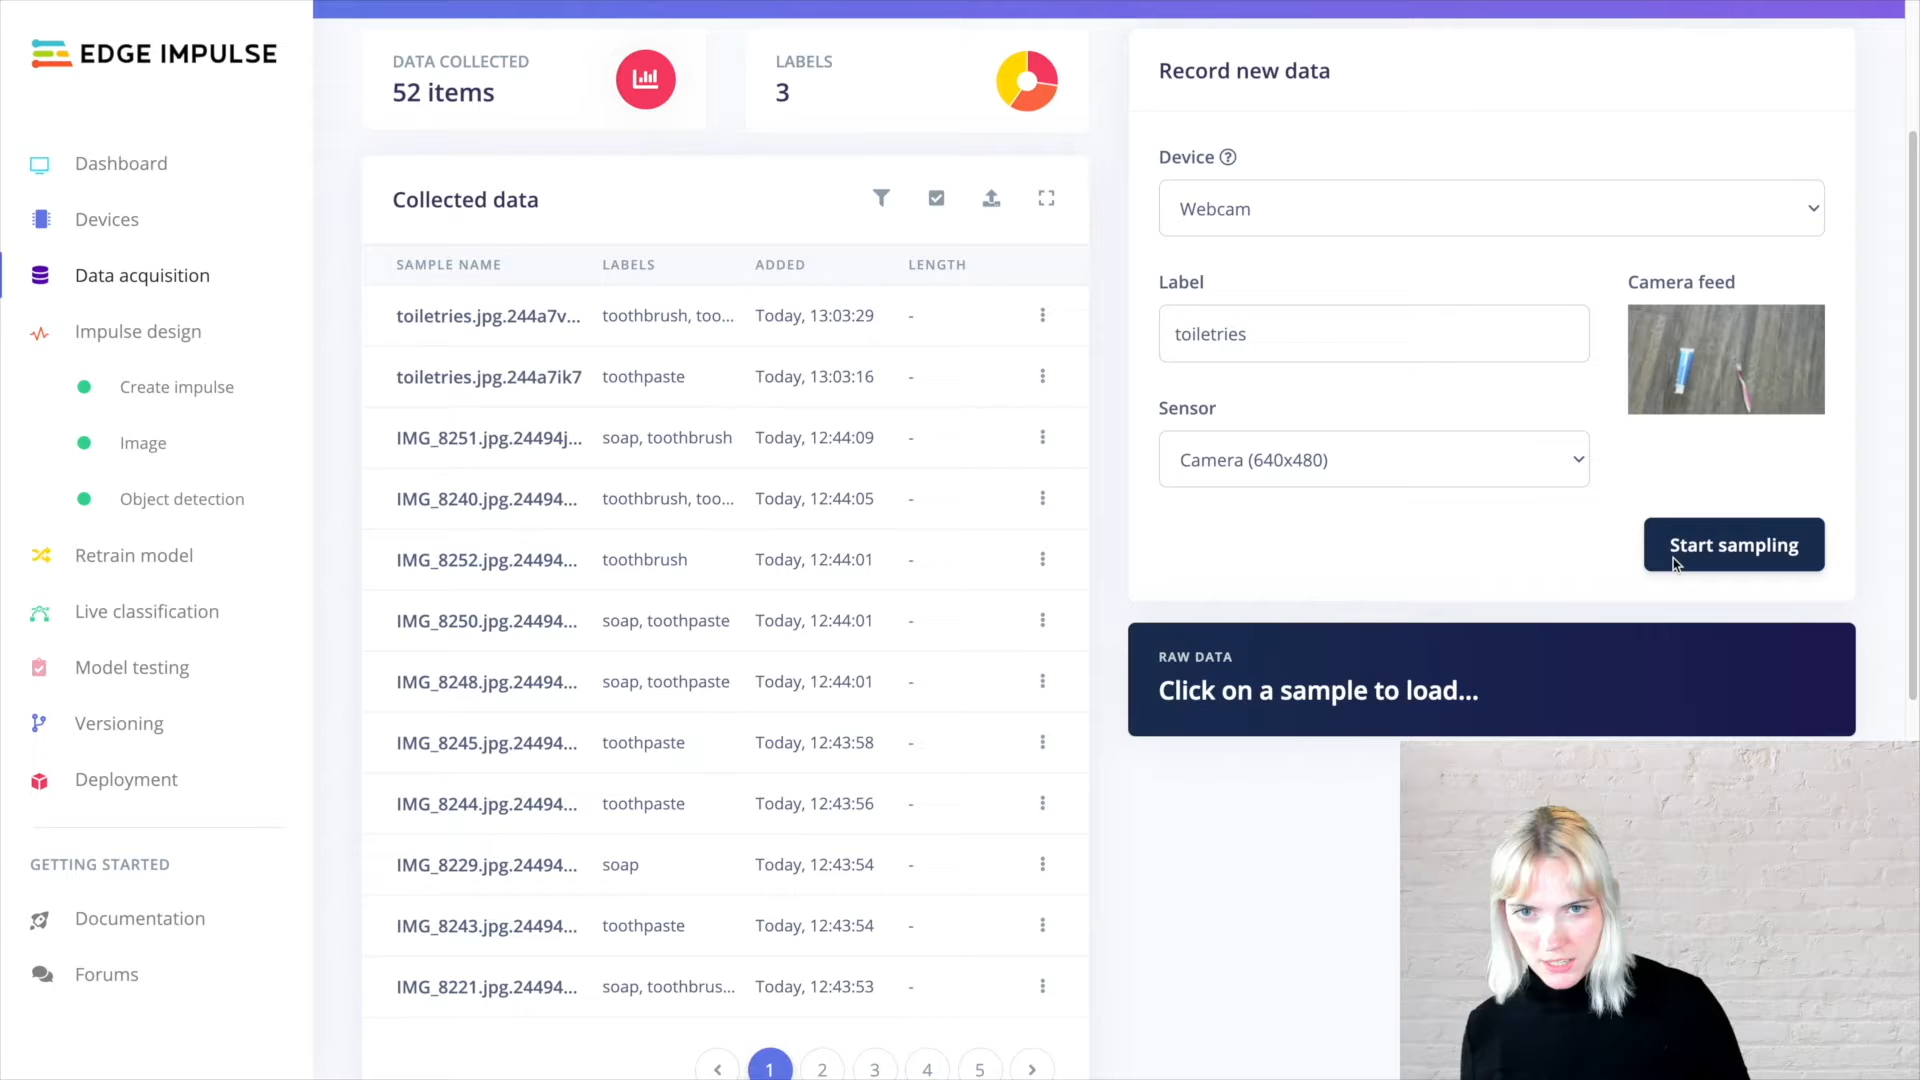 EDGE IMPULSE
Dashboard
Devices
Data acquisition
Impulse design
Create impulse
Image
Object detection
Retrain model
Live classification
Model testing
Versioning
Deployment
GETTING STARTED
Documentation
Forums
DATA COLLECTED
52 items
LABELS
3
Collected data
SAMPLE NAME LABELS ADDED LENGTH
toiletries.jpg.244a7v... toothbrush, too... Today, 13:03:29 -
toiletries.jpg.244a7ik7 toothpaste Today, 13:03:16 -
IMG_8251.jpg.24494j... soap, toothbrush Today, 12:44:09 -
IMG_8240.jpg.24494... toothbrush, too... Today, 12:44:05 -
IMG_8252.jpg.24494... toothbrush Today, 12:44:01 -
IMG_8250.jpg.24494... soap, toothpaste Today, 12:44:01 -
IMG_8248.jpg.24494... soap, toothpaste Today, 12:44:01 -
IMG_8245.jpg.24494... toothpaste Today, 12:43:58 -
IMG_8244.jpg.24494... toothpaste Today, 12:43:56 -
IMG_8229.jpg.24494... soap Today, 12:43:54 -
IMG_8243.jpg.24494... toothpaste Today, 12:43:54 -
IMG_8221.jpg.24494... soap, toothbrus... Today, 12:43:53 -
‹ 1 2 3 4 5 ›
Record new data
Device ?
Webcam
Label
toiletries
Camera feed
Sensor
Camera (640x480)
Start sampling
RAW DATA
Click on a sample to load...